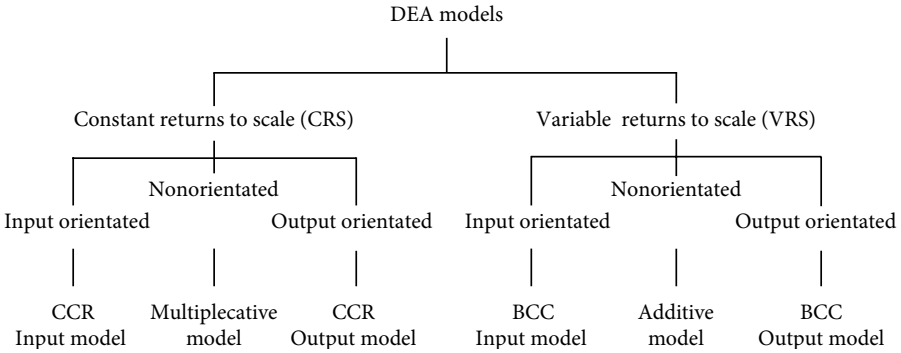 DEA models
Constant returns to scale (CRS)
Variable returns to scale (VRS)
Nonorientated
Nonorientated
Input orientated
Output orientated
Input orientated
Output orientated
CCR
Input model
Multiplecative
model
CCR
Output model
BCC
Input model
Additive
model
BCC
Output model